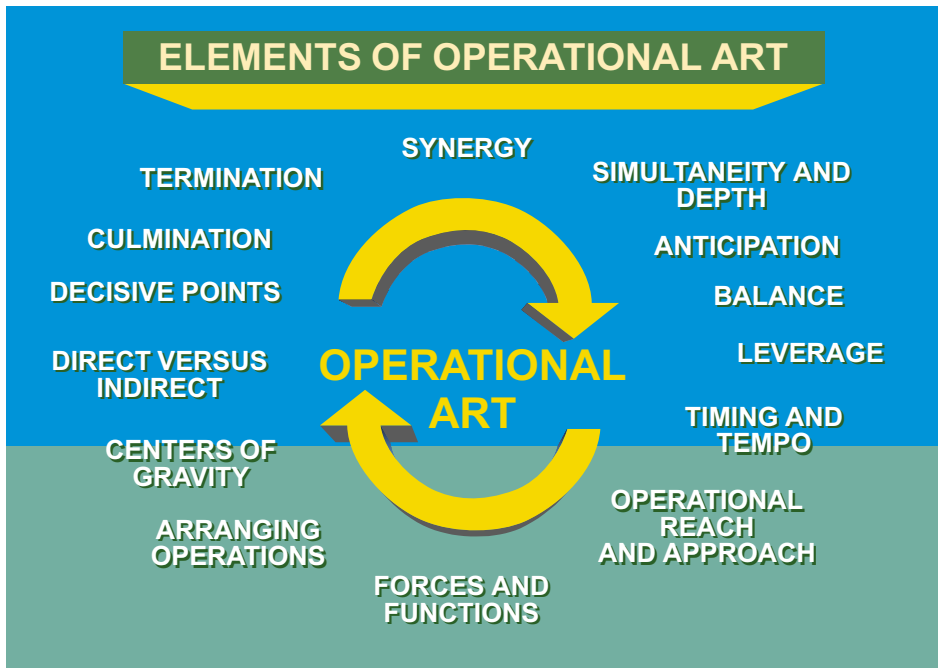 ELEMENTS OF OPERATIONAL ART
SYNERGY
SIMULTANEITY AND
DEPTH
ANTICIPATION
BALANCE
LEVERAGE
TIMING AND
TEMPO
OPERATIONAL
REACH
AND APPROACH
FORCES AND
FUNCTIONS
ARRANGING
OPERATIONS
CENTERS OF
GRAVITY
DIRECT VERSUS
INDIRECT
DECISIVE POINTS
CULMINATION
TERMINATION
OPERATIONAL
ART